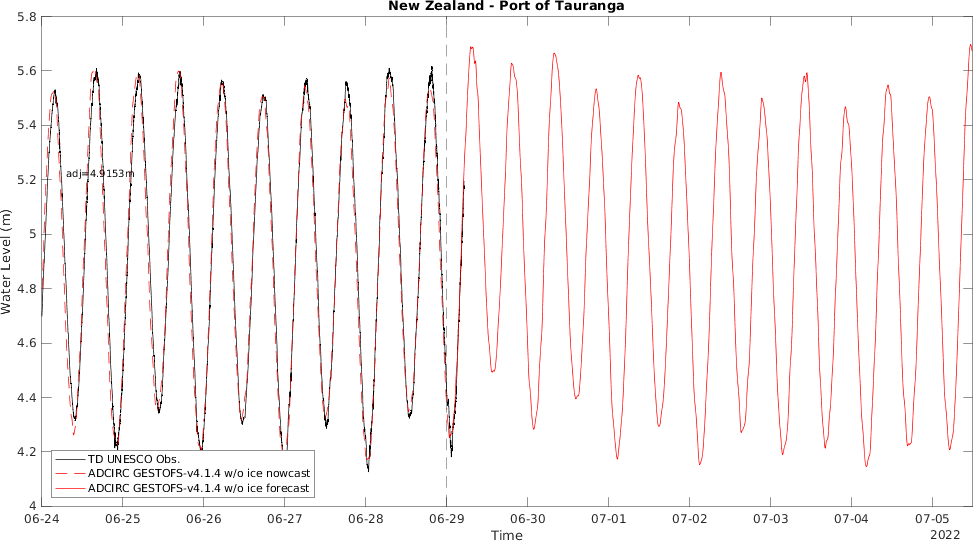 New Zealand - Port of Tauranga
5.8
5.6
5.4
5.2
5
4.8
4.6
4.4
4.2
4
Water Level (m)
adj=4.9153m
TD UNESCO Obs.
ADCIRC GESTOFS-v4.1.4 w/o ice nowcast
ADCIRC GESTOFS-v4.1.4 w/o ice forecast
06-24 06-25 06-26 06-27 06-28 06-29 06-30 07-01 07-02 07-03 07-04 07-05
Time
2022